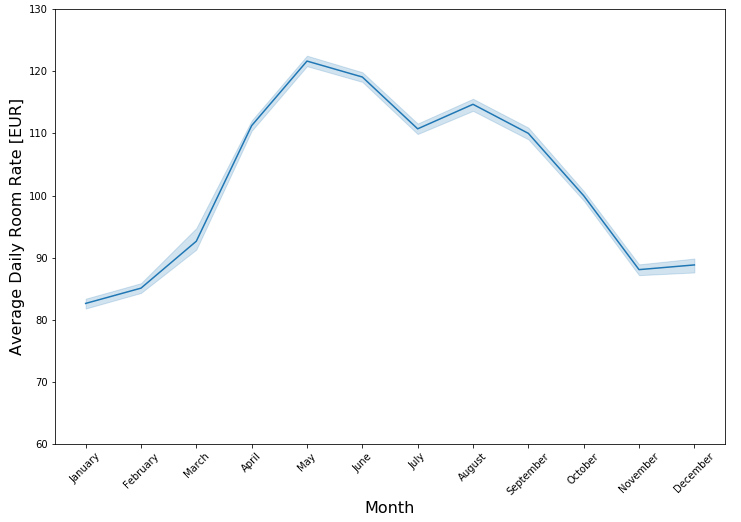 Average Daily Room Rate [EUR]
130
120
110
100
90
80
70
60
January
February
March
April
May
June
July
August
September
October
November
December
Month